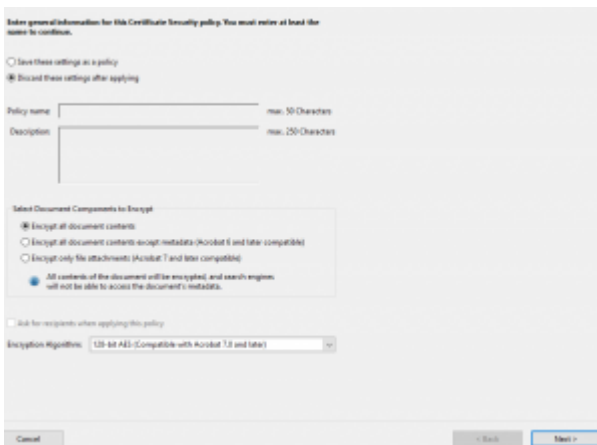 Enter general information for this Certificate Security policy. You must enter at least the
name to continue.
Save these settings as a policy
Discard these settings after applying
Policy name: max. 50 Characters
Description: max. 250 Characters
Select Document Components to Encrypt
Encrypt all document contents
Encrypt all document contents except metadata (Acrobat 6 and later compatible)
Encrypt only file attachments (Acrobat 7 and later compatible)
All contents of the document will be encrypted, and search engines
will not be able to access the document's metadata.
Ask for recipients when applying this policy
Encryption Algorithm: 128-bit AES (Compatible with Acrobat 7.0 and later)
Cancel < Back Next >